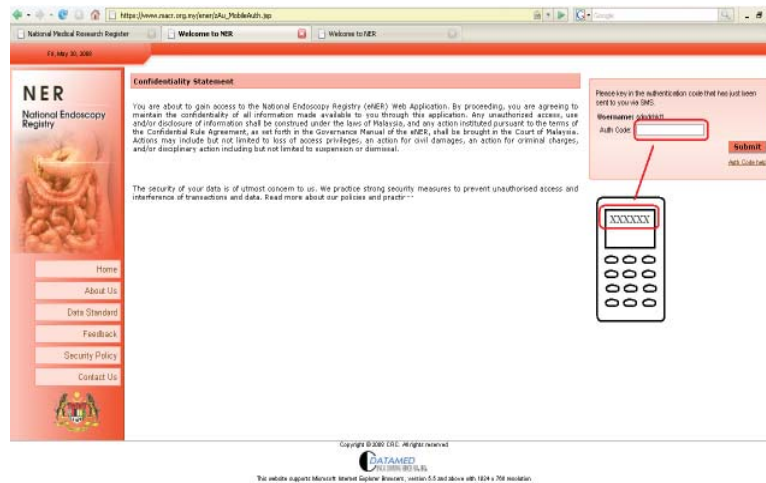 https://www.macr.org.my/ener/zAu_MobileAuth.jsp
Google
National Medical Research Register
Welcome to NER
Welcome to NER
Fri, May 30, 2008
NER
National Endoscopy
Registry
Home
About Us
Data Standard
Feedback
Security Policy
Contact Us
Confidentiality Statement
You are about to gain access to the National Endoscopy Registry (eNER) Web Application. By proceeding, you are agreeing to
maintain the confidentiality of all information made available to you through this application. Any unauthorized access, use
and/or disclosure of information shall be construed under the laws of Malaysia, and any action instituted pursuant to the terms of
the Confidential Rule Agreement, as set forth in the Governance Manual of the eNER, shall be brought in the Court of Malaysia.
Actions may include but not limited to loss of access privileges, an action for civil damages, an action for criminal charges,
and/or disciplinary action including but not limited to suspension or dismissal.
The security of your data is of utmost concern to us. We practice strong security measures to prevent unauthorised access and
interference of transactions and data. Read more about our policies and practi
Please key in the authentication code that has just been
sent to you via SMS.
Username:
Auth Code:
Submit
Auth Code help
XXXXXX
Copyright © 2008 CRC. All rights reserved
DATAMED
This website supports Microsoft Internet Explorer Browsers, version 5.5 and above with 1024 x 768 resolution